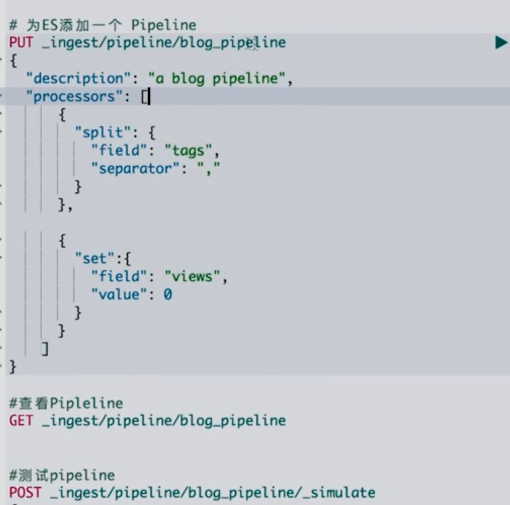 # 为ES添加一个 Pipeline
PUT _ingest/pipeline/blog_pipeline
{
"description": "a blog pipeline",
"processors": [
{
"split": {
"field": "tags",
"separator": ","
}
},
{
"set":{
"field": "views",
"value": 0
}
}
]
}
#查看Pipleline
GET _ingest/pipeline/blog_pipeline
#测试pipeline
POST _ingest/pipeline/blog_pipeline/_simulate